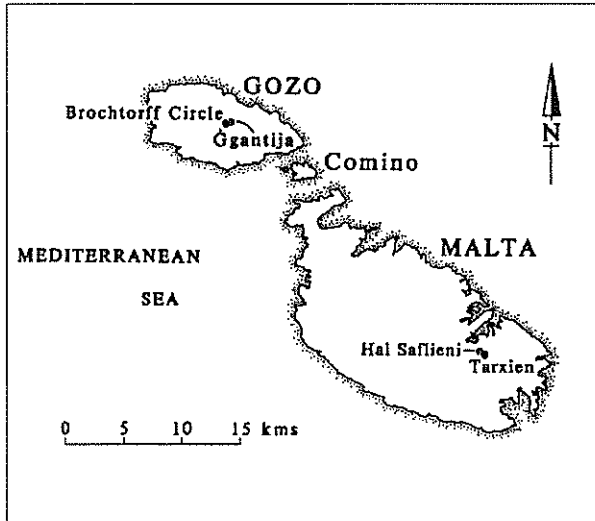 GOZO
Brochtorff Circle
Ggantija
N
Comino
MEDITERRANEAN
SEA
MALTA
Hal Saflieni
Tarxien
0 5 10 15 kms